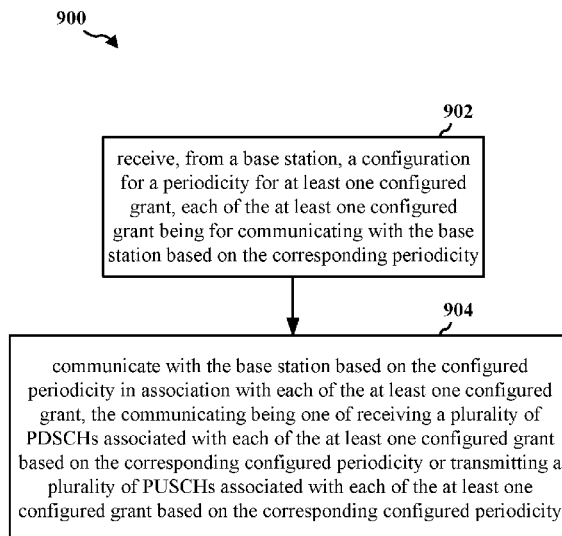 900
902
receive, from a base station, a configuration
for a periodicity for at least one configured
grant, each of the at least one configured
grant being for communicating with the base
station based on the corresponding periodicity
904
communicate with the base station based on the configured
periodicity in association with each of the at least one configured
grant, the communicating being one of receiving a plurality of
PDSCHs associated with each of the at least one configured grant
based on the corresponding configured periodicity or transmitting a
plurality of PUSCHs associated with each of the at least one
configured grant based on the corresponding configured periodicity